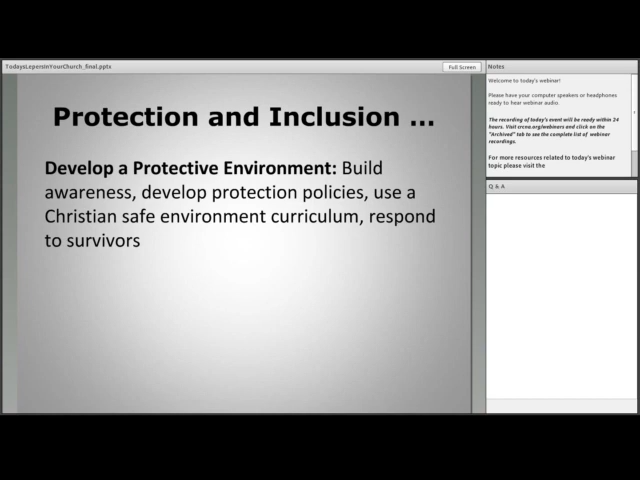 TodaysLepersInYourChurch_final.pptx
Full Screen
Protection and Inclusion ...
Develop a Protective Environment: Build
awareness, develop protection policies, use a
Christian safe environment curriculum, respond
to survivors
Notes
Welcome to today's webinar!
Please have your computer speakers or headphones
ready to hear webinar audio.
The recording of today's event will be ready within 24
hours. Visit crcna.org/webinars and click on the
"Archived" tab to see the complete list of webinar
recordings.
For more resources related to today's webinar
topic please visit the
Q & A